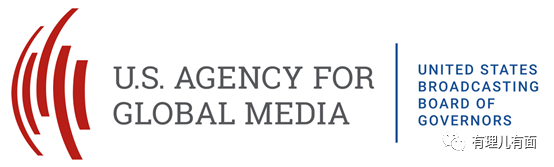 U.S. AGENCY FOR
GLOBAL MEDIA
UNITED STATES
BROADCASTING
BOARD OF
GOVERNORS
有理儿有面